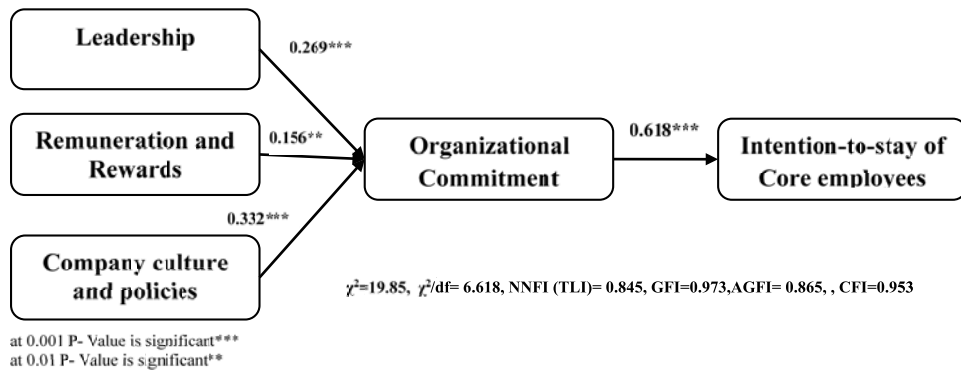 Leadership
0.269***
Remuneration and
Rewards
0.156**
Organizational
Commitment
0.618***
Intention-to-stay of
Core employees
0.332***
Company culture
and policies
χ²=19.85, χ²/df= 6.618, NNFI (TLI)= 0.845, GFI=0.973,AGFI= 0.865, , CFI=0.953
at 0.001 P- Value is significant***
at 0.01 P- Value is significant**